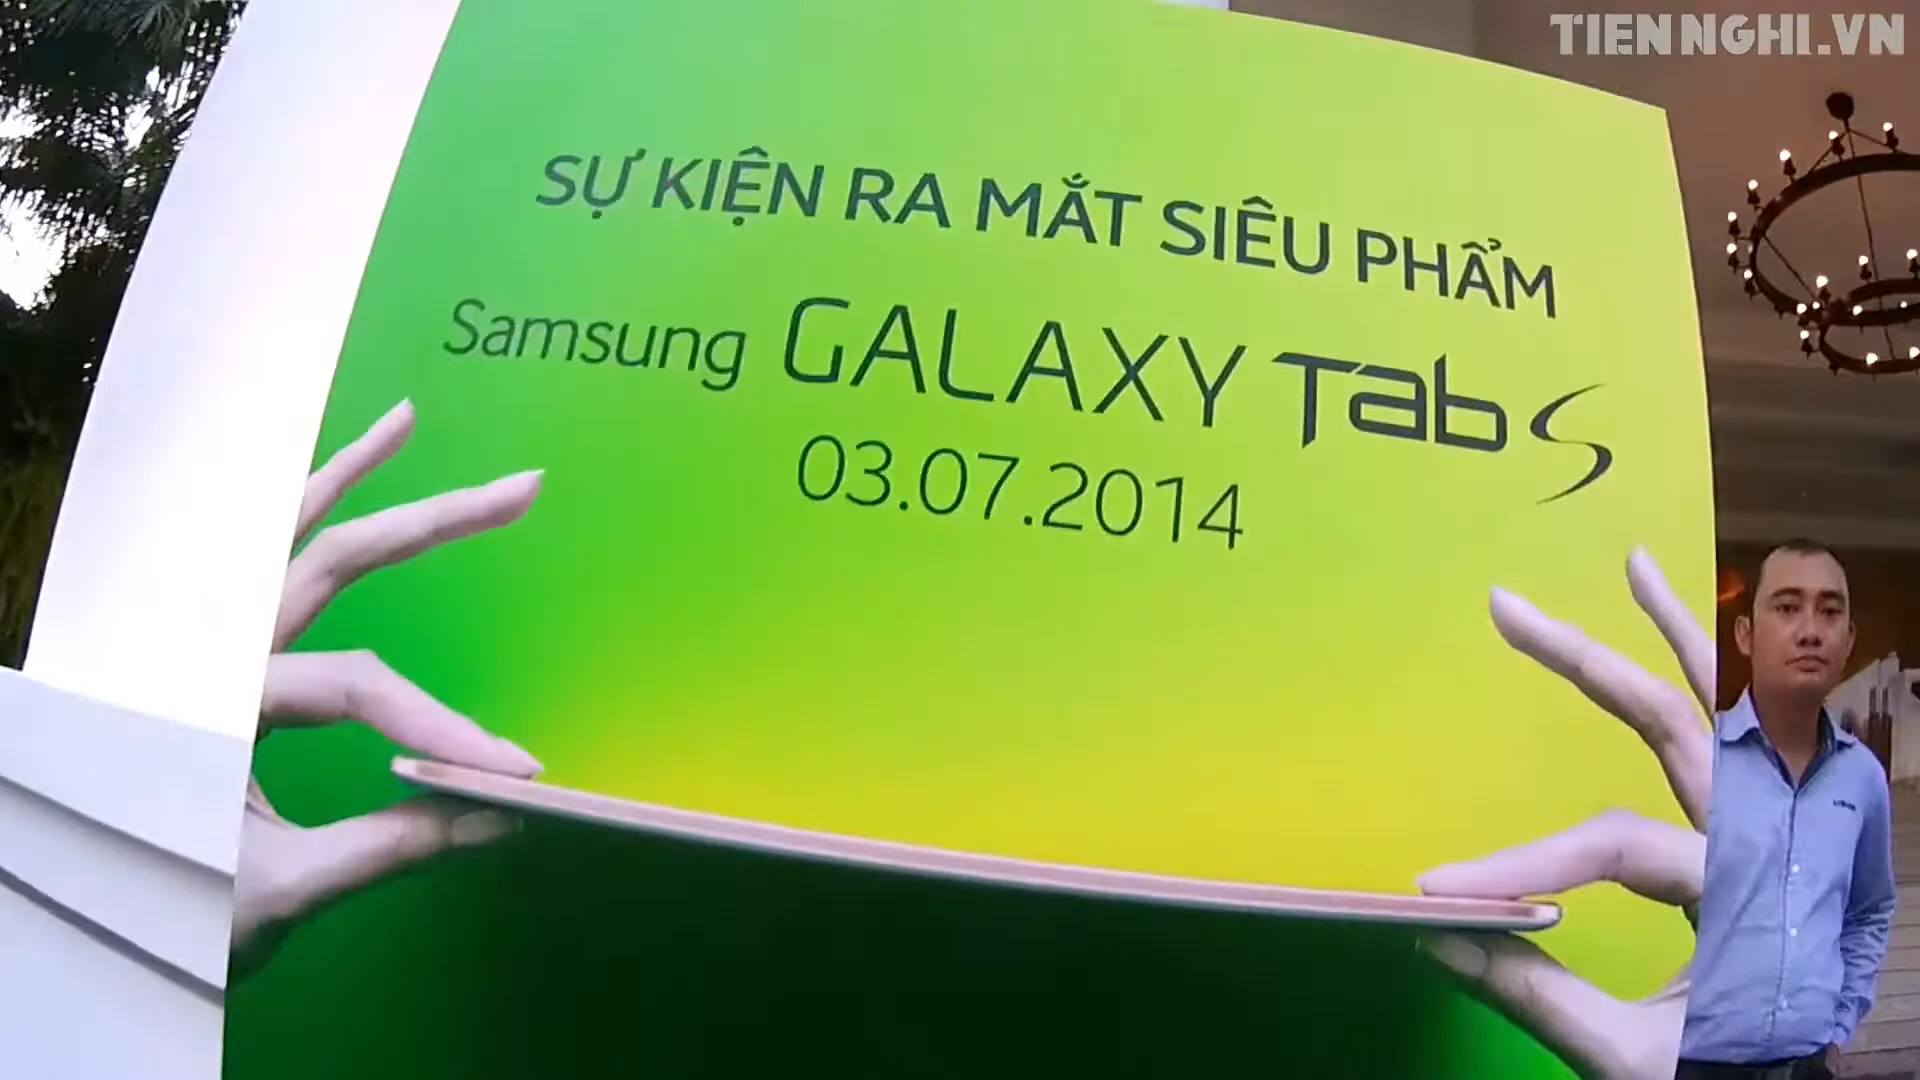 TIENNGHI.VN
SỰ KIỆN RA MẮT SIÊU PHẨM
Samsung GALAXY Tab S
03.07.2014